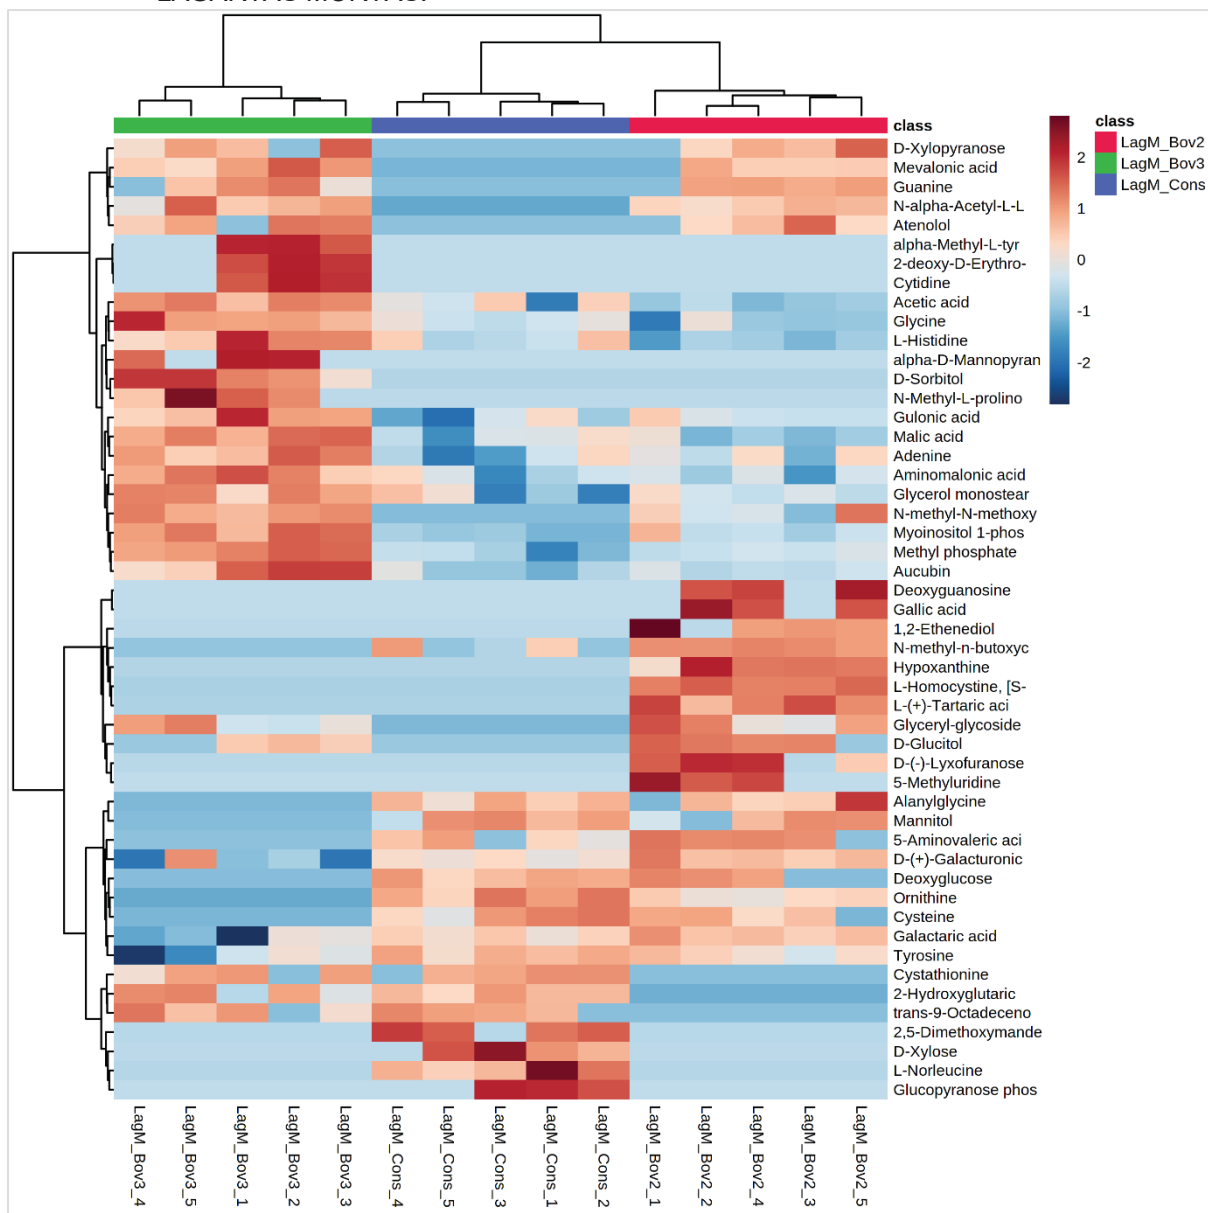 class
D-Xylopyranose
Mevalonic acid
Guanine
N-alpha-Acetyl-L-L
Atenolol
alpha-Methyl-L-tyr
2-deoxy-D-Erythro-
Cytidine
Acetic acid
Glycine
L-Histidine
alpha-D-Mannopyran
D-Sorbitol
N-Methyl-L-prolino
Gulonic acid
Malic acid
Adenine
Aminomalonic acid
Glycerol monostear
N-methyl-N-methoxy
Myoinositol 1-phos
Methyl phosphate
Aucubin
Deoxyguanosine
Gallic acid
1,2-Ethenediol
N-methyl-n-butoxyc
Hypoxanthine
L-Homocystine, [S-
L-(+)-Tartaric aci
Glyceryl-glycoside
D-Glucitol
D-(-)-Lyxofuranose
5-Methyluridine
Alanylglycine
Mannitol
5-Aminovaleric aci
D-(+)-Galacturonic
Deoxyglucose
Ornithine
Cysteine
Galactaric acid
Tyrosine
Cystathionine
2-Hydroxyglutaric
trans-9-Octadeceno
2,5-Dimethoxymande
D-Xylose
L-Norleucine
Glucopyranose phos
2
1
0
-1
-2
class
LagM_Bov2
LagM_Bov3
LagM_Cons
LagM_Bov3_4
LagM_Bov3_5
LagM_Bov3_1
LagM_Bov3_2
LagM_Bov3_3
LagM_Cons_4
LagM_Cons_5
LagM_Cons_3
LagM_Cons_1
LagM_Cons_2
LagM_Bov2_1
LagM_Bov2_2
LagM_Bov2_4
LagM_Bov2_3
LagM_Bov2_5